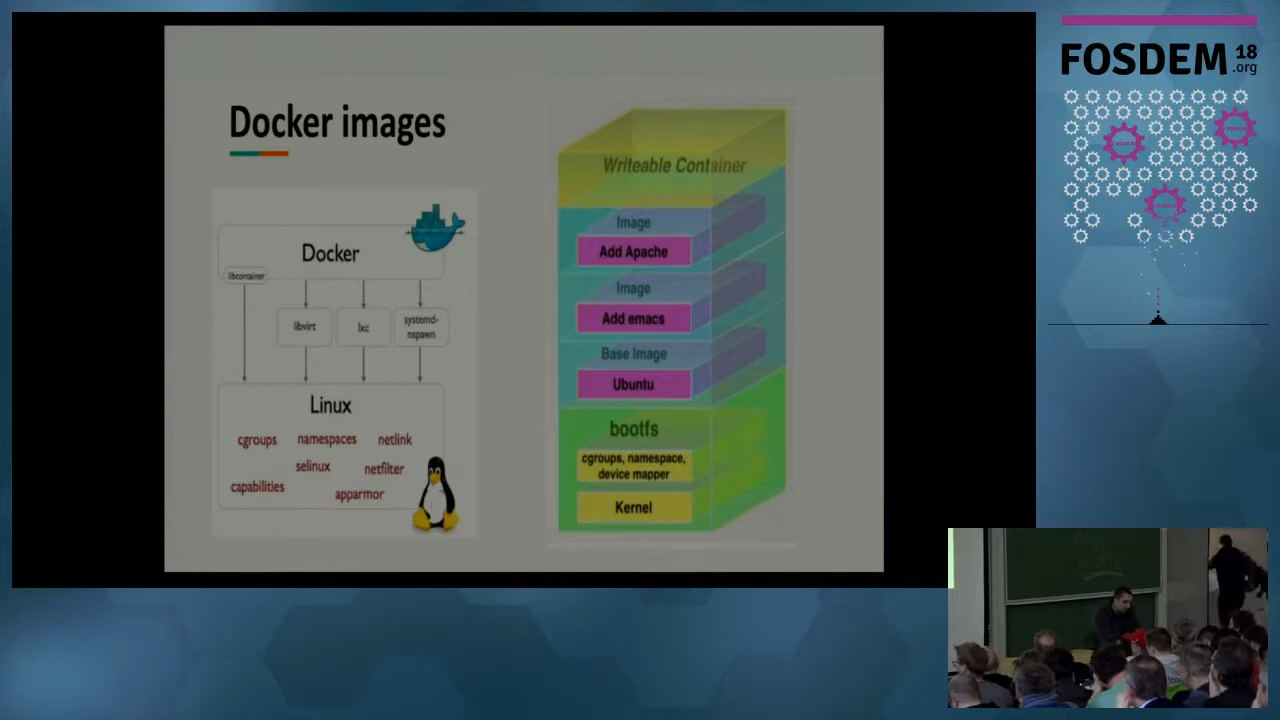 Docker images
Docker
libcontainer
libvirt
lxc
systemd-
nspawn
Linux
cgroups namespaces netlink
selinux netfilter
capabilities apparmor
Writeable Container
Image
Add Apache
Image
Add emacs
Base Image
Ubuntu
bootfs
cgroups, namespace,
device mapper
Kernel
FOSDEM 18
.org